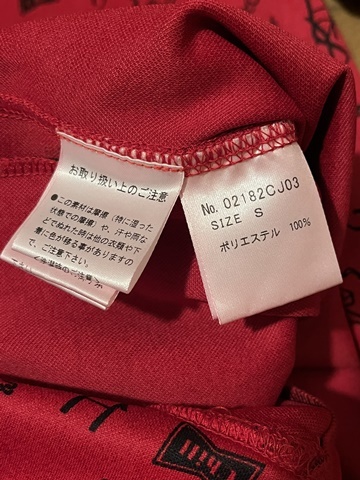 お取り扱い上のご注意
●この素材は摩擦(特に湿った
状態での摩擦)や、汗や雨な
どでぬれた時は他の衣類や下
着に色が移る事がありますの
で、ご注意下さい。
No. 02182CJ03
SIZE S
ポリエステル 100%